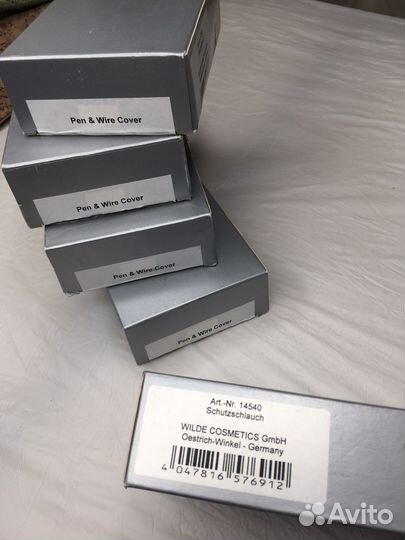 Pen & Wire Cover
Pen & Wire Cover
Pen & Wire Cover
Pen & Wire Cover
Art.-Nr. 14540
Schutzschlauch
WILDE COSMETICS GmbH
Oestrich-Winkel - Germany
4 047816 576912
Avito